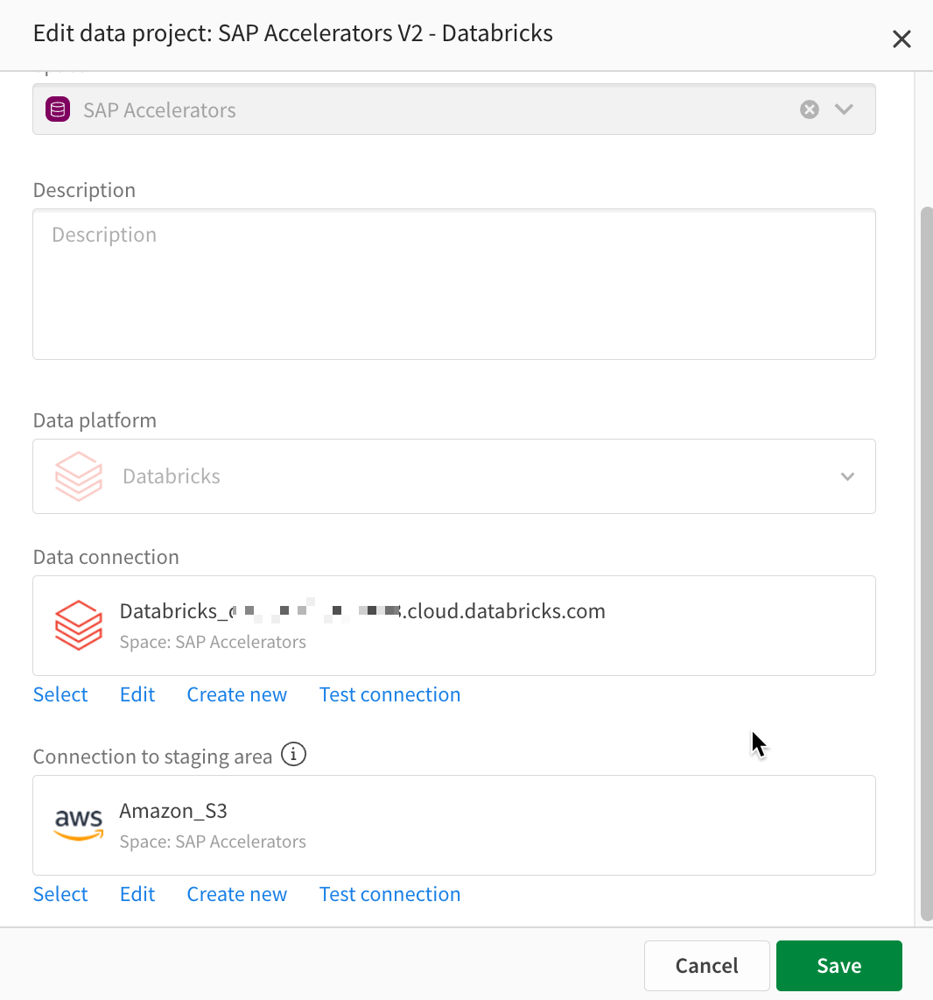 Edit data project: SAP Accelerators V2 - Databricks
SAP Accelerators
Description
Description
Data platform
Databricks
Data connection
Databricks_ .cloud.databricks.com
Space: SAP Accelerators
Select Edit Create new Test connection
Connection to staging area
aws
Amazon_S3
Space: SAP Accelerators
Select Edit Create new Test connection
Cancel Save